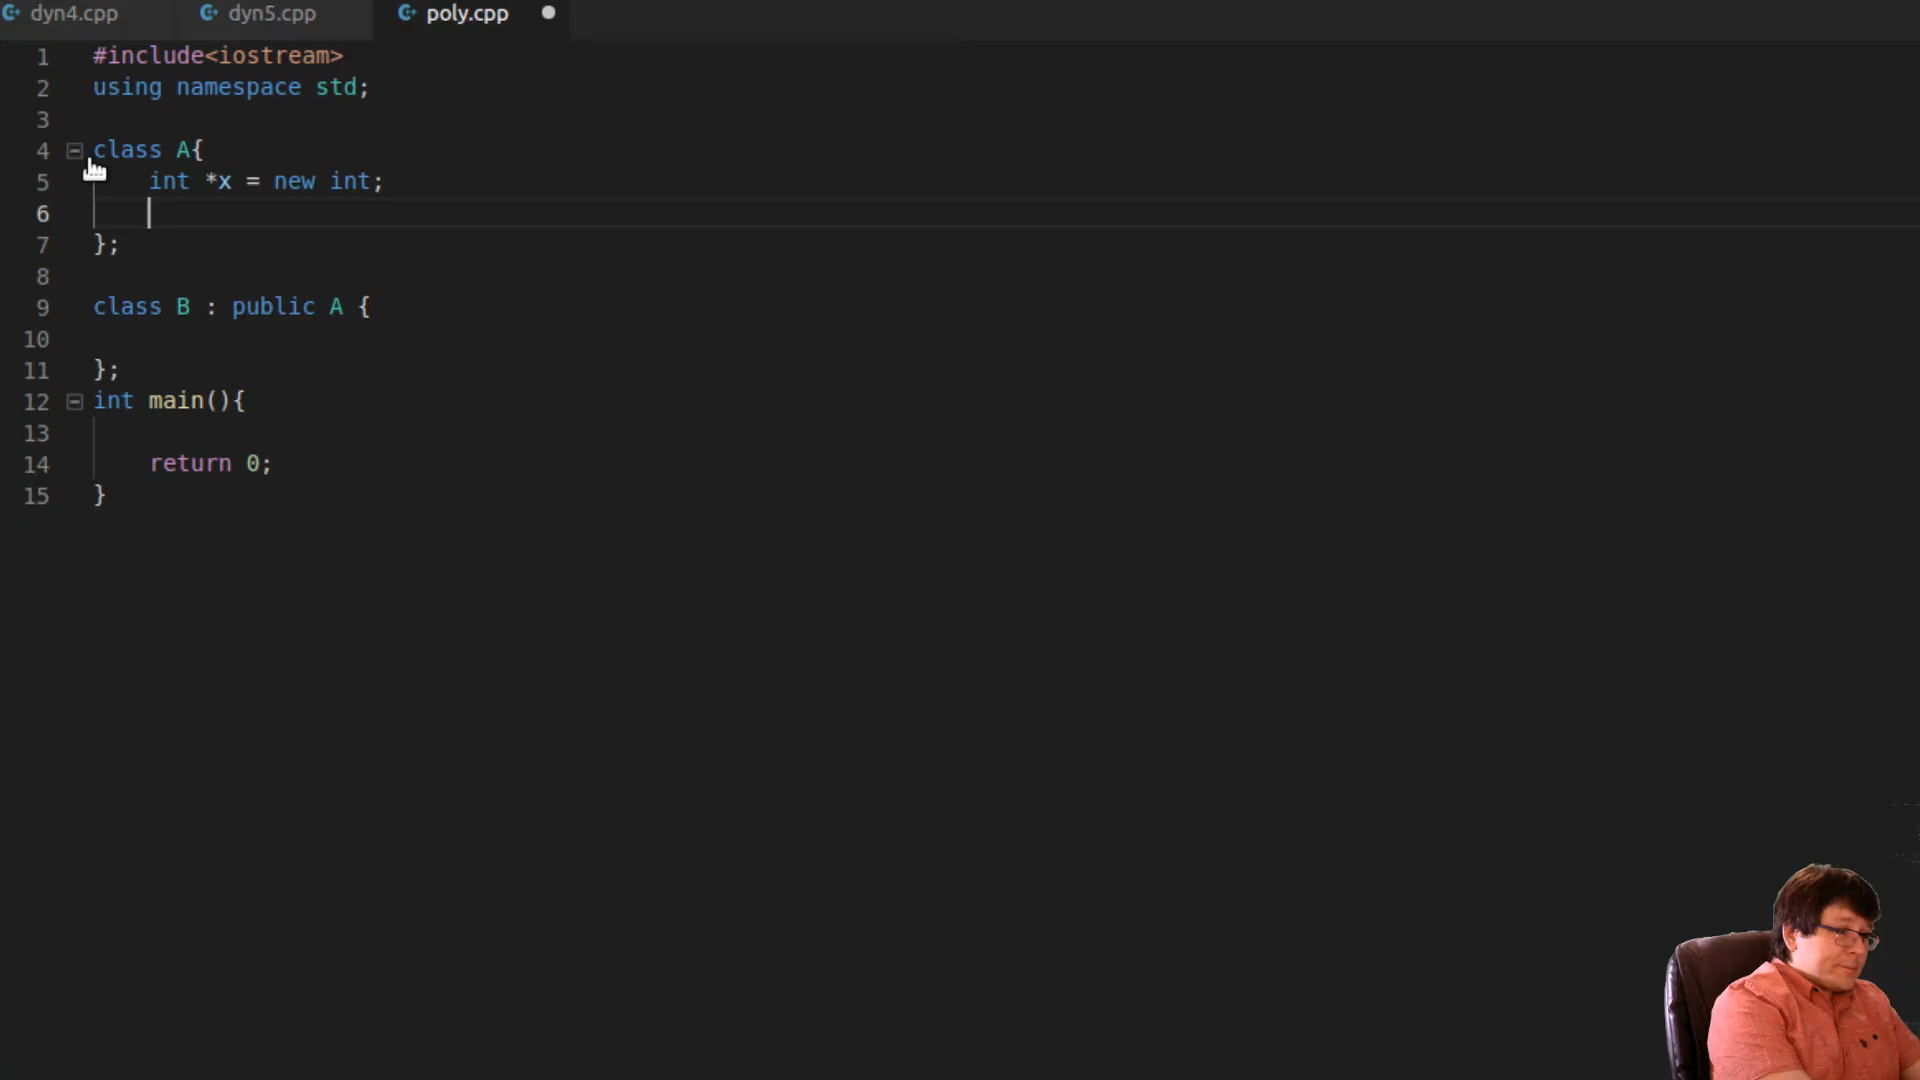 dyn4.cpp dyn5.cpp poly.cpp
1 #include<iostream>
2 using namespace std;
3
4 class A{
5 int *x = new int;
6
7 };
8
9 class B : public A {
10
11 };
12 int main(){
13
14 return 0;
15 }